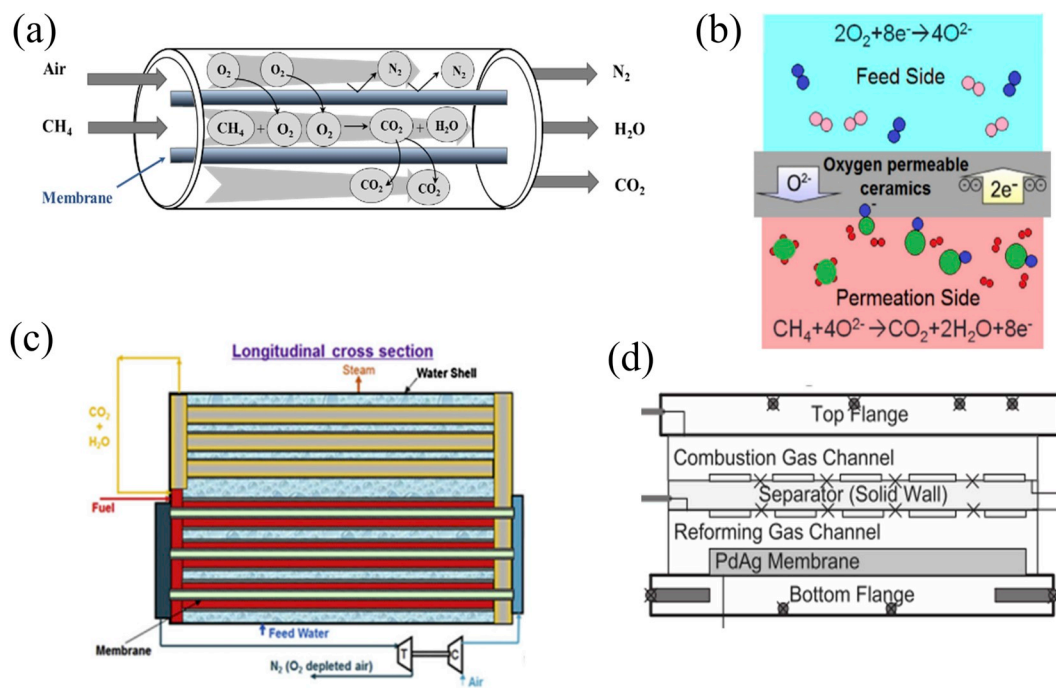 (a)
Air
CH₄
Membrane
O₂
O₂
N₂
N₂
CH₄ + O₂ O₂ CO₂ + H₂O
CO₂
CO₂
N₂
H₂O
CO₂
(b)
2O₂+8e⁻→4O²⁻
Feed Side
Oxygen permeable
ceramics
O²⁻
2e⁻
Permeation Side
CH₄+4O²⁻→CO₂+2H₂O+8e⁻
(c)
Longitudinal cross section
Steam
Water Shell
CO₂
+
H₂O
Fuel
Membrane
Feed Water
N₂ (O₂ depleted air)
T
C
Air
(d)
Top Flange
Combustion Gas Channel
Separator (Solid Wall)
Reforming Gas Channel
PdAg Membrane
Bottom Flange